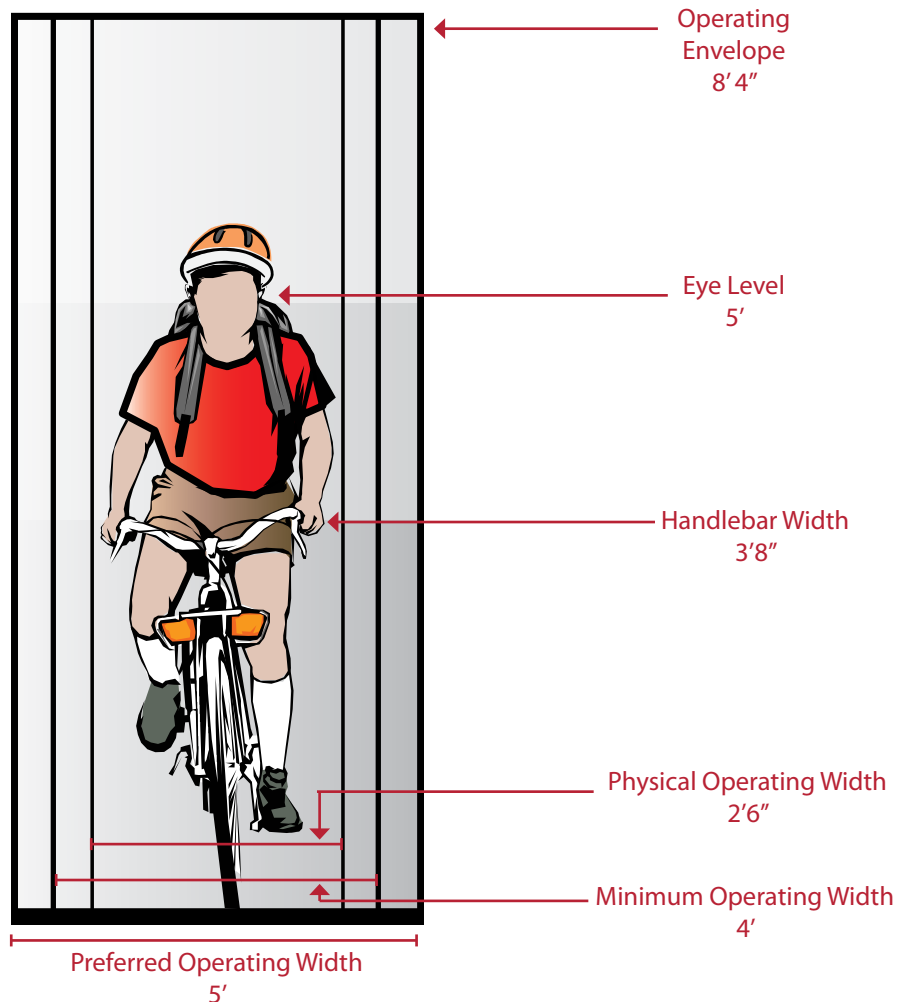 Operating
Envelope
8’ 4”
Eye Level
5’
Handlebar Width
3’8”
Physical Operating Width
2’6”
Minimum Operating Width
4’
Preferred Operating Width
5’